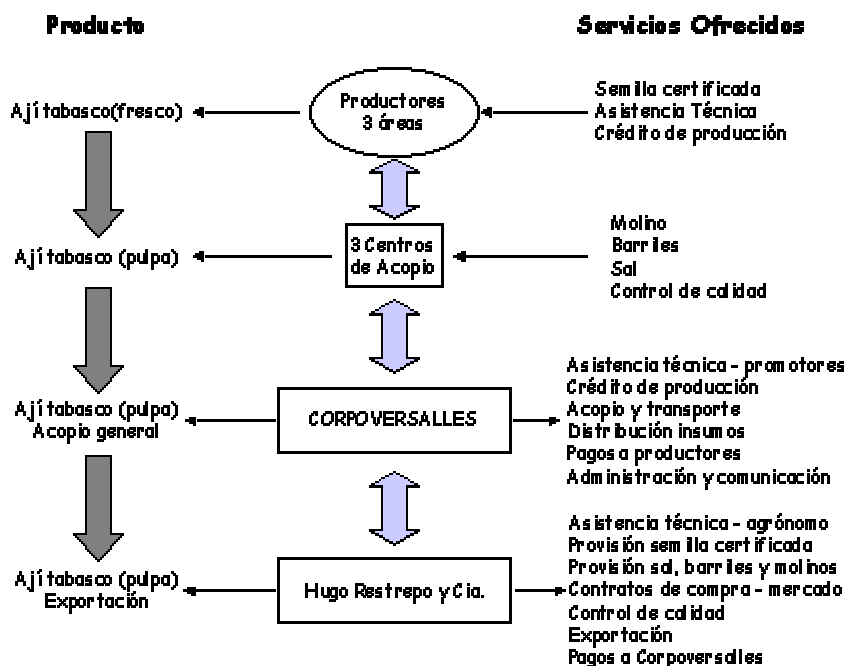 Producto
Servicios Ofrecidos
Ají tabasco(fresco)
Productores
3 áreas
Semilla certificada
Asistencia Técnica
Crédito de producción
Ají tabasco (pulpa)
3 Centros
de Acopio
Molino
Barriles
Sal
Control de calidad
Ají tabasco (pulpa)
Acopio general
CORPOVERSALLES
Asistencia técnica - promotores
Crédito de producción
Acopio y transporte
Distribución insumos
Pagos a productores
Administración y comunicación
Ají tabasco (pulpa)
Exportación
Hugo Restrepo y Cia.
Asistencia técnica - agrónomo
Provisión semilla certificada
Provisión sal, barriles y molinos
Contratos de compra - mercado
Control de calidad
Exportación
Pagos a Corpoversalles